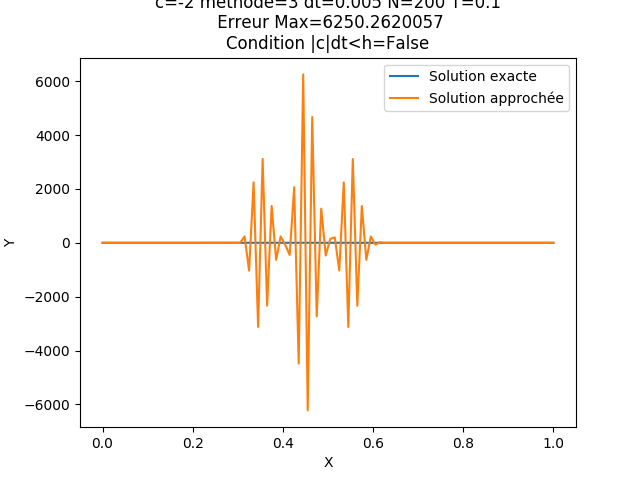 c=-2 methode=3 dt=0.005 N=200 T=0.1
Erreur Max=6250.2620057
Condition |c|dt<h=False
Solution exacte
Solution approchée
6000
4000
2000
0
−2000
−4000
−6000
Y
0.0 0.2 0.4 0.6 0.8 1.0
X